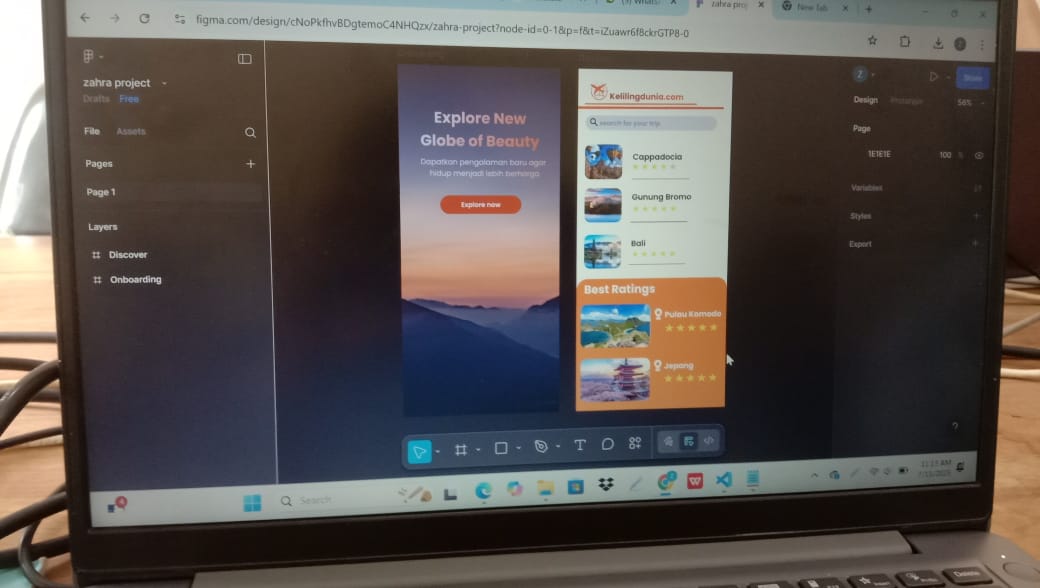 zahra proj
New Tab
figma.com/design/cNoPkfhvBDgtemoC4NHQzx/zahra-project?node-id=0-1&p=f&t=iZuawr6f8ckrGTP8-0
zahra project
Drafts Free
File Assets
Pages
Page 1
Layers
Discover
Onboarding
Explore New
Globe of Beauty
Dapatkan pengalaman baru agar
hidup menjadi lebih berharga
Explore now
Kelilingdunia.com
search for your trip
Cappadocia
Gunung Bromo
Bali
Best Ratings
Pulau Komodo
Jepang
Z
Share
Design Prototype
56%
Page
1E1E1E 100 %
Variables
Styles
Export
Search
11:13 AM
Delete